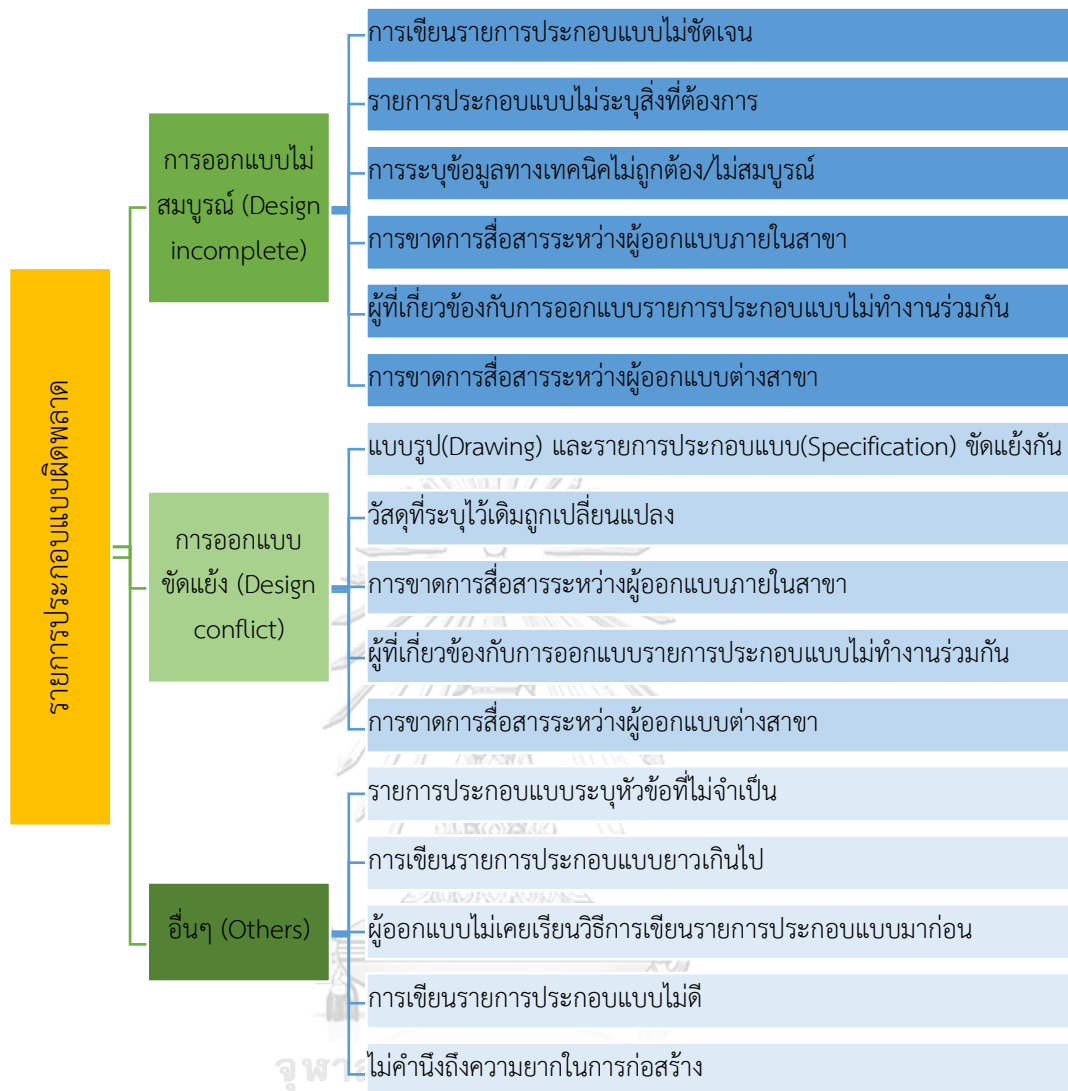 รายการประกอบแบบผิดพลาด
การออกแบบไม่
สมบูรณ์ (Design
incomplete)
การเขียนรายการประกอบแบบไม่ชัดเจน
รายการประกอบแบบไม่ระบุสิ่งที่ต้องการ
การระบุข้อมูลทางเทคนิคไม่ถูกต้อง/ไม่สมบูรณ์
การขาดการสื่อสารระหว่างผู้ออกแบบภายในสาขา
ผู้ที่เกี่ยวข้องกับการออกแบบรายการประกอบแบบไม่ทำงานร่วมกัน
การขาดการสื่อสารระหว่างผู้ออกแบบต่างสาขา
การออกแบบ
ขัดแย้ง (Design
conflict)
แบบรูป(Drawing) และรายการประกอบแบบ(Specification) ขัดแย้งกัน
วัสดุที่ระบุไว้เดิมถูกเปลี่ยนแปลง
การขาดการสื่อสารระหว่างผู้ออกแบบภายในสาขา
ผู้ที่เกี่ยวข้องกับการออกแบบรายการประกอบแบบไม่ทำงานร่วมกัน
การขาดการสื่อสารระหว่างผู้ออกแบบต่างสาขา
อื่นๆ (Others)
รายการประกอบแบบระบุหัวข้อที่ไม่จำเป็น
การเขียนรายการประกอบแบบยาวเกินไป
ผู้ออกแบบไม่เคยเรียนวิธีการเขียนรายการประกอบแบบมาก่อน
การเขียนรายการประกอบแบบไม่ดี
ไม่คำนึงถึงความยากในการก่อสร้าง